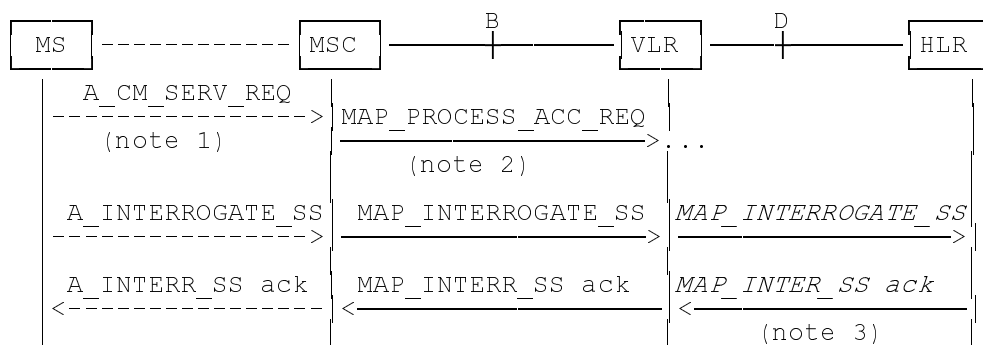 B D
MS MSC VLR HLR
A_CM_SERV_REQ
MAP_PROCESS_ACC_REQ
(note 1) ...
(note 2)
A_INTERROGATE_SS MAP_INTERROGATE_SS MAP_INTERROGATE_SS
A_INTERR_SS ack MAP_INTERR_SS ack MAP_INTER_SS ack
(note 3)